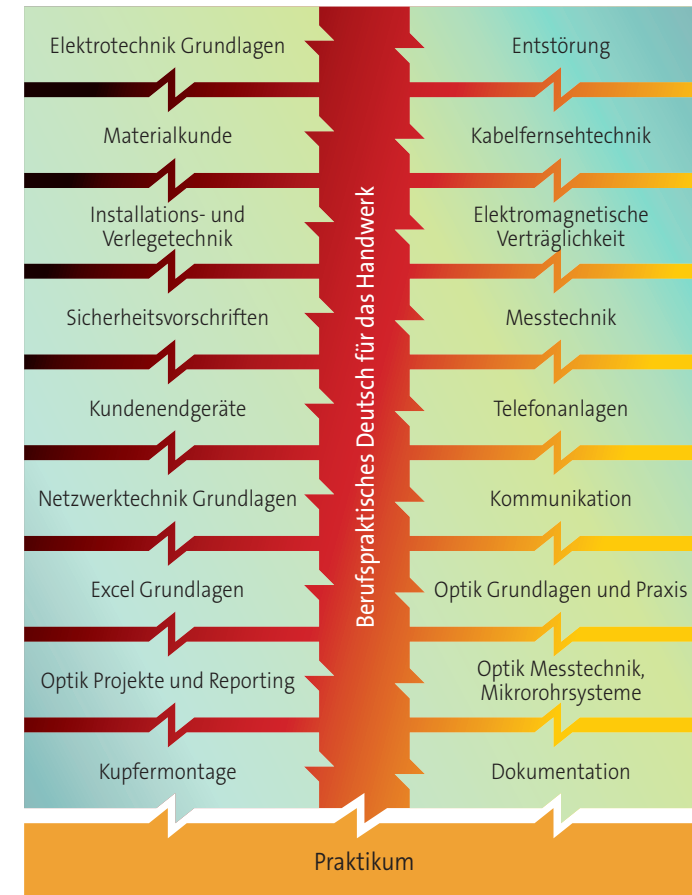 Elektrotechnik Grundlagen
Materialkunde
Installations- und
Verlegetechnik
Sicherheitsvorschriften
Kundenendgeräte
Netzwerktechnik Grundlagen
Excel Grundlagen
Optik Projekte und Reporting
Kupfermontage
Berufspraktisches Deutsch für das Handwerk
Entstörung
Kabelfernsehtechnik
Elektromagnetische
Verträglichkeit
Messtechnik
Telefonanlagen
Kommunikation
Optik Grundlagen und Praxis
Optik Messtechnik,
Mikrorohrsysteme
Dokumentation
Praktikum